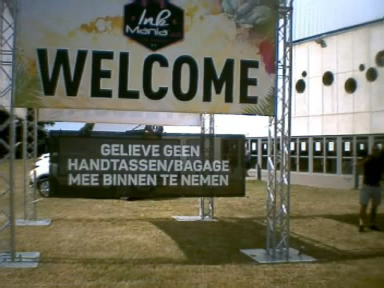 Ink
Mania
WELCOME
GELIEVE GEEN
HANDTASSEN/BAGAGE
MEE BINNEN TE NEMEN